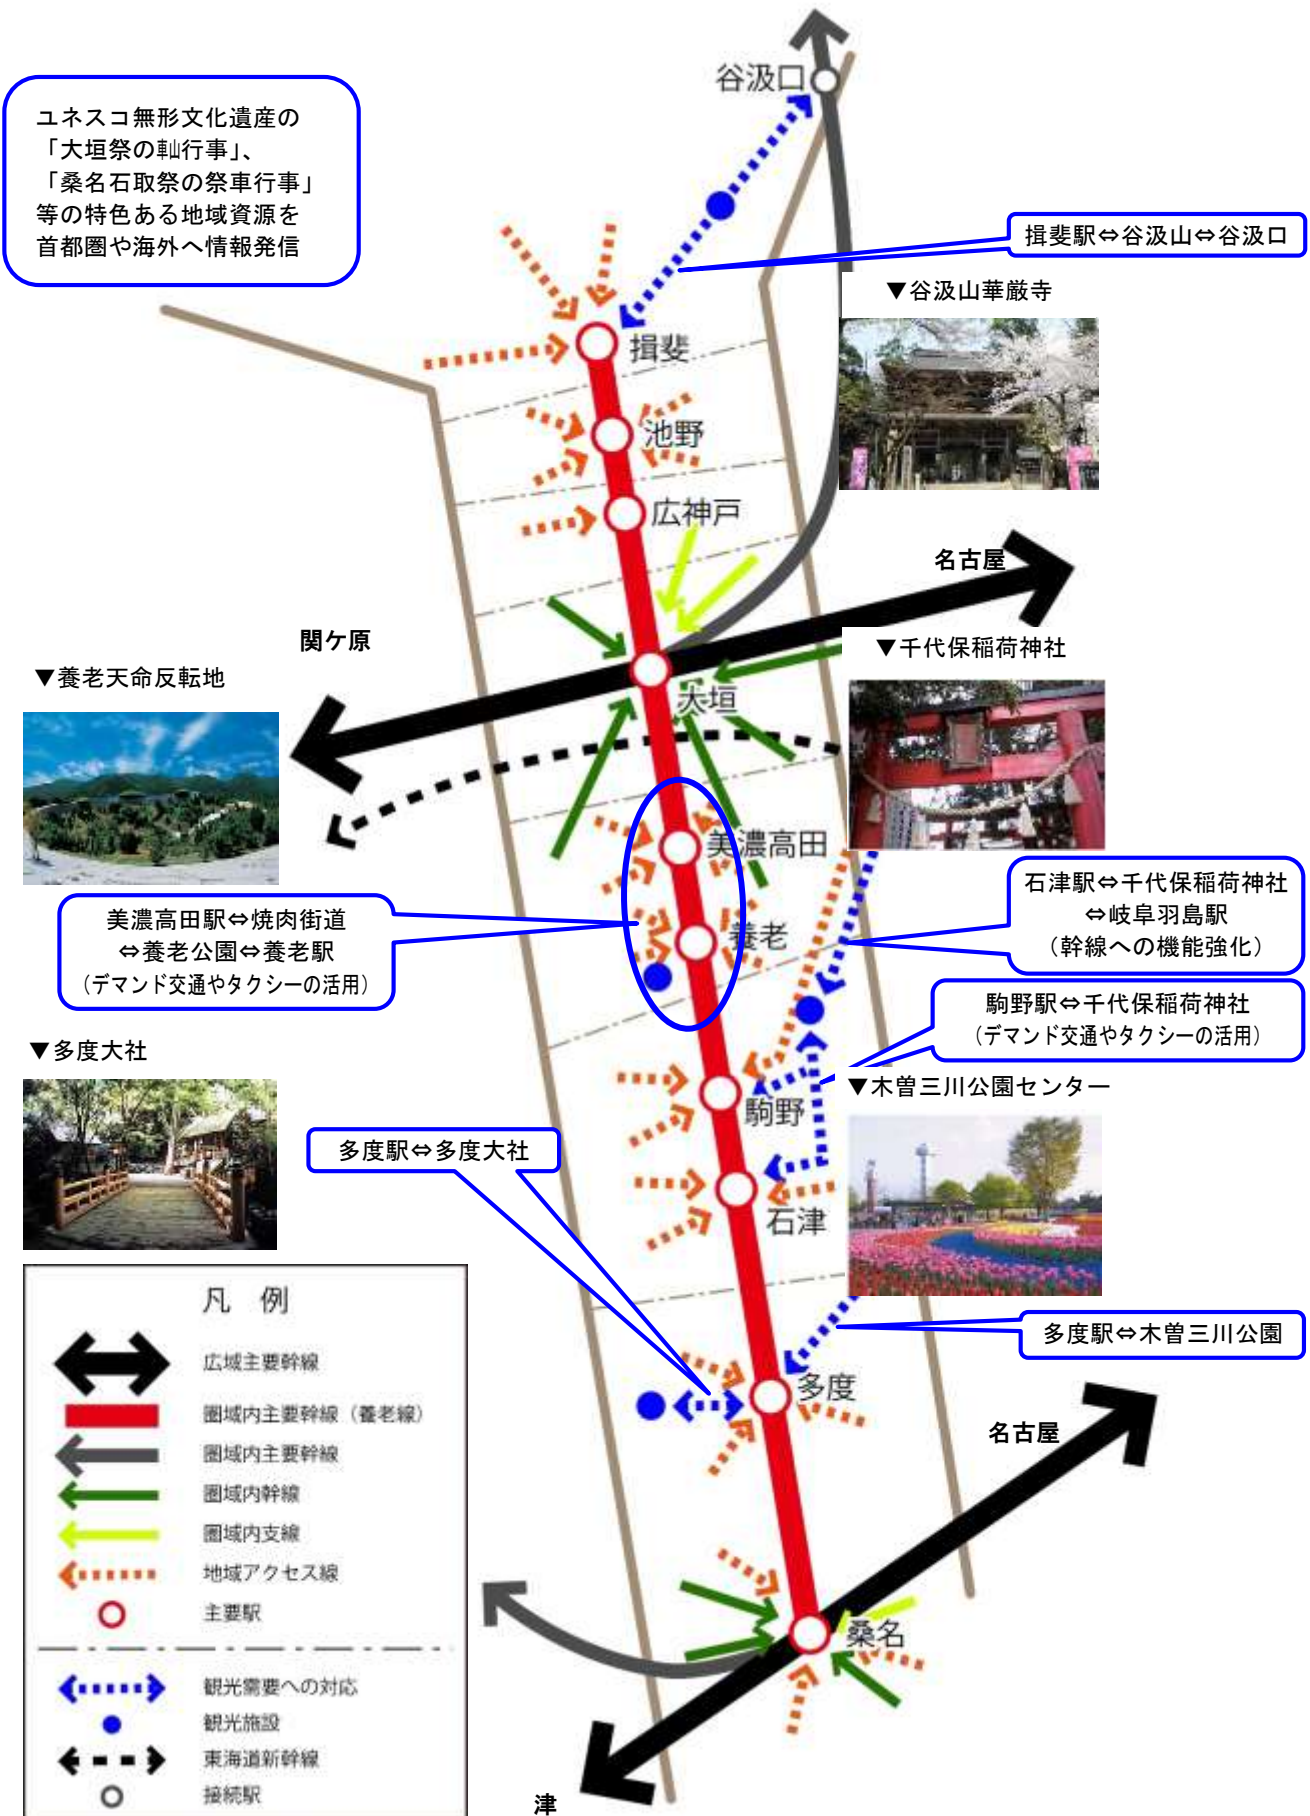 谷汲口
ユネスコ無形文化遺産の
「大垣祭の軕行事」、
「桑名石取祭の祭車行事」
等の特色ある地域資源を
首都圏や海外へ情報発信
揖斐駅⇔谷汲山⇔谷汲口
▼谷汲山華厳寺
揖斐
池野
広神戸
名古屋
関ケ原
▼養老天命反転地
▼千代保稲荷神社
大垣
美濃高田
養老
美濃高田駅⇔焼肉街道
⇔養老公園⇔養老駅
(デマンド交通やタクシーの活用)
石津駅⇔千代保稲荷神社
⇔岐阜羽島駅
(幹線への機能強化)
駒野駅⇔千代保稲荷神社
(デマンド交通やタクシーの活用)
▼多度大社
▼木曽三川公園センター
駒野
多度駅⇔多度大社
石津
多度駅⇔木曽三川公園
多度
名古屋
桑名
津
凡 例
広域主要幹線
圏域内主要幹線(養老線)
圏域内主要幹線
圏域内幹線
圏域内支線
地域アクセス線
主要駅
観光需要への対応
観光施設
東海道新幹線
接続駅